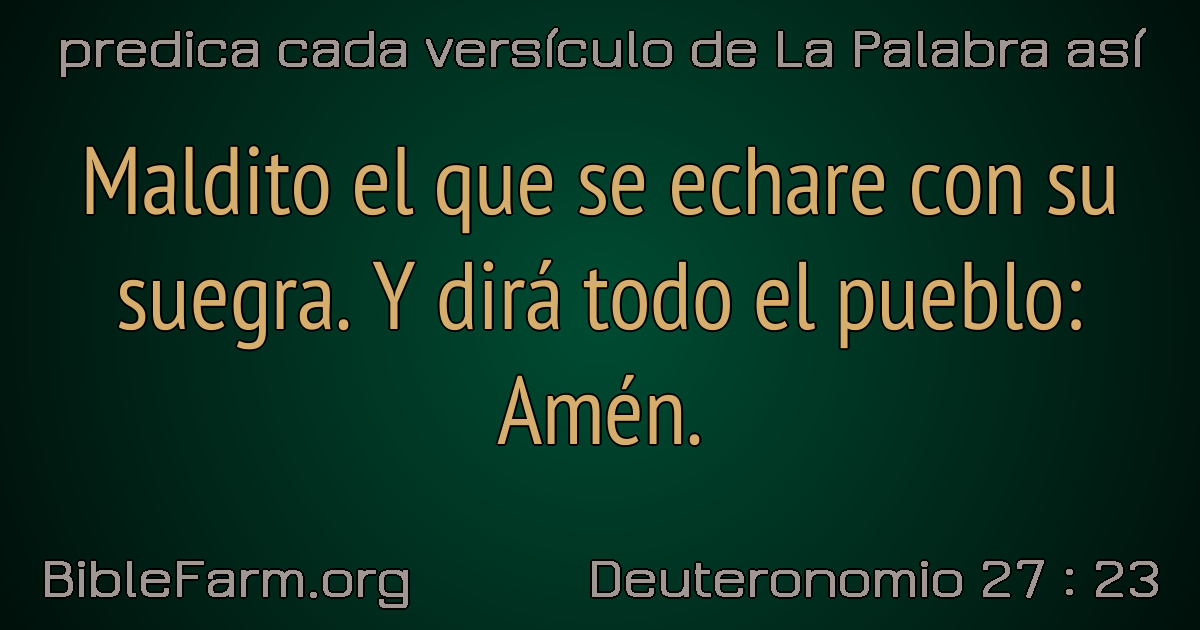 predica cada versículo de La Palabra así
Maldito el que se echare con su
suegra. Y dirá todo el pueblo:
Amén.
BibleFarm.org
Deuteronomio 27 : 23